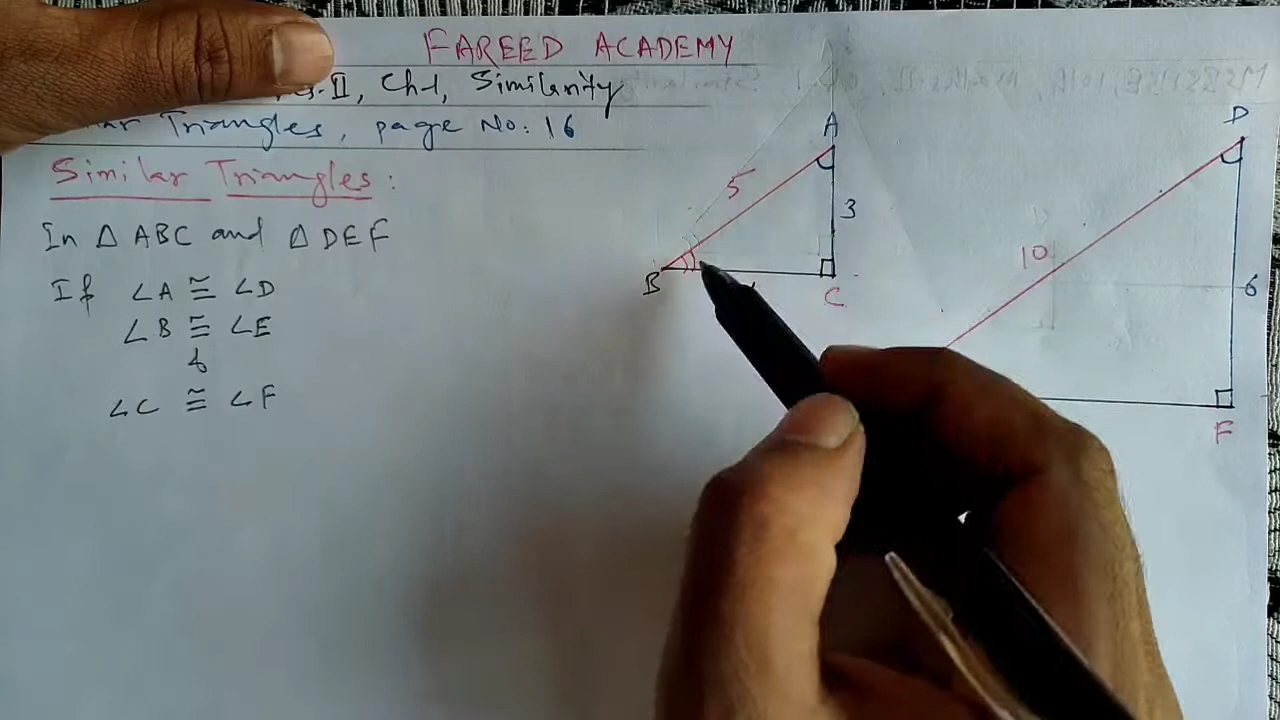 FAREED ACADEMY
II, Ch-1, Similarity
Triangles, page No: 16
Similar Triangles:
In △ ABC and △ DEF
If ∠A ≅ ∠D
∠B ≅ ∠E
&
∠C ≅ ∠F
A
5
3
B
C
D
10
6
F